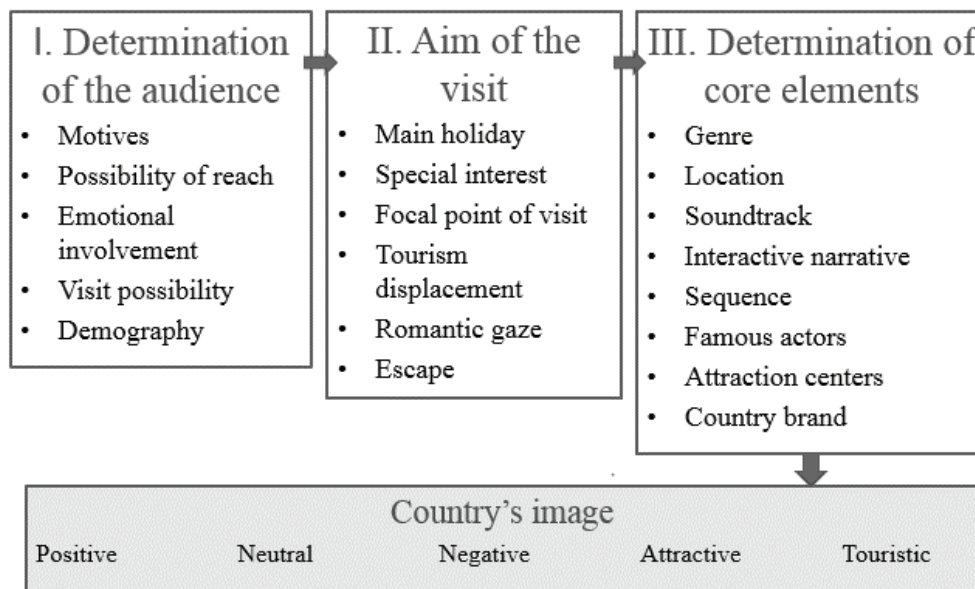 I. Determination
of the audience
• Motives
• Possibility of reach
• Emotional
involvement
• Visit possibility
• Demography
II. Aim of the
visit
• Main holiday
• Special interest
• Focal point of visit
• Tourism
displacement
• Romantic gaze
• Escape
III. Determination of
core elements
• Genre
• Location
• Soundtrack
• Interactive narrative
• Sequence
• Famous actors
• Attraction centers
• Country brand
Country's image
Positive Neutral Negative Attractive Touristic